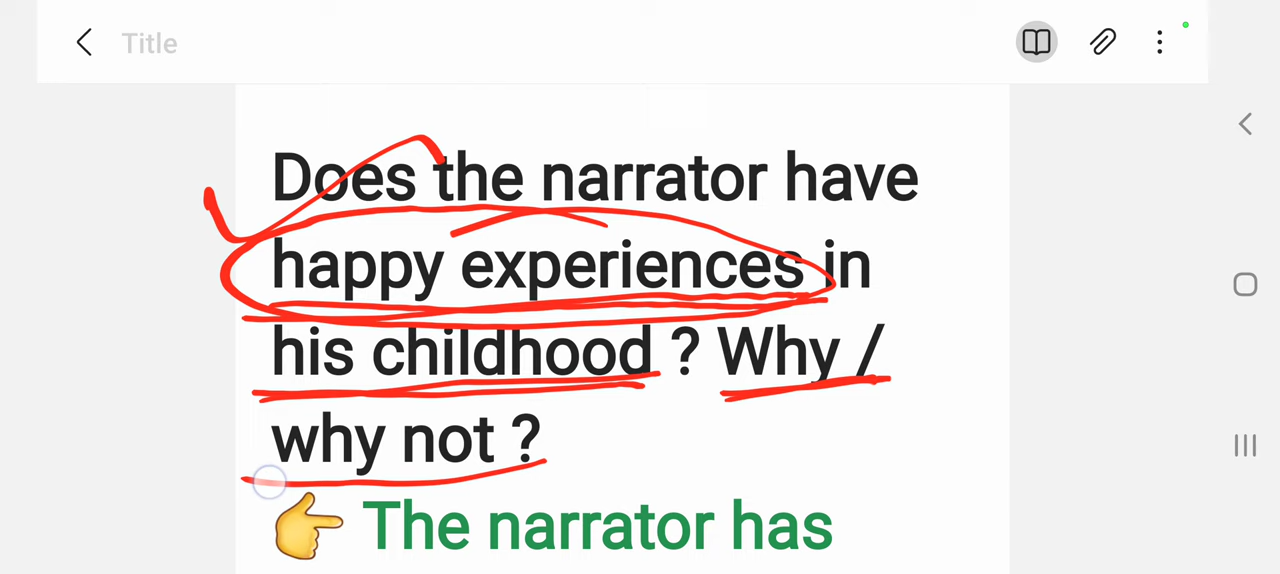 Title
Does the narrator have
happy experiences in
his childhood ? Why /
why not ?
👉 The narrator has